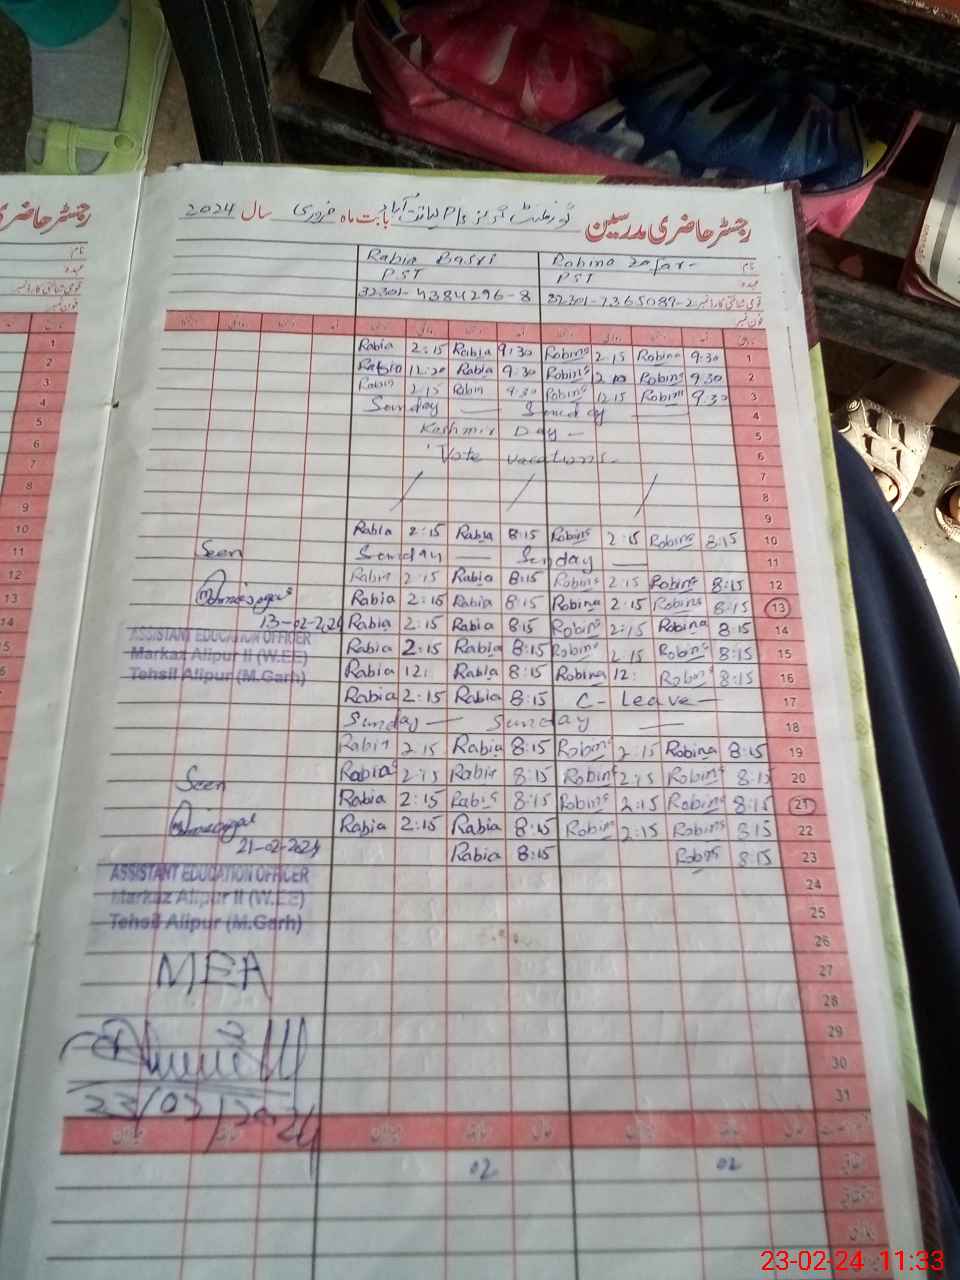 رجسٹر حاضری مدرسین بابت ماہ فروری سال 2024
نام Robina Zafar Rabia Basri
عہدہ PST PST
قومی شناختی کارڈ نمبر 32301-4384296-8
فون نمبر
Rabia 2:15 Rabia 9:30 Robina 2:15 Robina 9:30 1
Rabia 12:20 Rabia 9:30 Robina Robina 9:30 2
Rabia Rabia 9:30 Robina 12:15 Robina 9:30 3
Sunday — Sunday — 4
Kashmir Day — 5
Vote vacations 6
7
8
9
Rabia 2:15 Rabia 8:15 Robina 2:15 Robina 8:15 10
Seen Sunday — Sunday — 11
Rabia 2:15 Rabia 8:15 Robina 2:15 Robina 8:15 12
Rabia 2:15 Rabia 8:15 Robina 2:15 Robina 8:15 13
13-02-2024 Rabia 2:15 Rabia 8:15 Robina 2:15 Robina 8:15 14
ASSISTANT EDUCATION OFFICER
Rabia 2:15 Rabia 8:15 Robina 2:15 Robina 8:15 15
Markaz Alipur II (W.EE)
Tehsil Alipur (M.Garh)
Rabia 12: Rabia 8:15 Robina 12: Robina 8:15 16
Rabia 2:15 Rabia 8:15 C- Leave — 17
Sunday — Sunday — 18
Rabia 2:15 Rabia 8:15 Robina 2:15 Robina 8:15 19
Seen Rabia 2:15 Rabia 8:15 Robina 2:15 Robina 8:15 20
Rabia 2:15 Rabia 8:15 Robina 2:15 Robina 8:15 21
Rabia 2:15 Rabia 8:15 Robina 2:15 Robina 8:15 22
21-02-2024 Rabia 8:15 Robina 8:15 23
ASSISTANT EDUCATION OFFICER 24
Markaz Alipur II (W.EE) 25
Tehsil Alipur (M.Garh) 26
MEA 27
28
29
30
31
23/02/2024
02 02
23-02-24 11:33